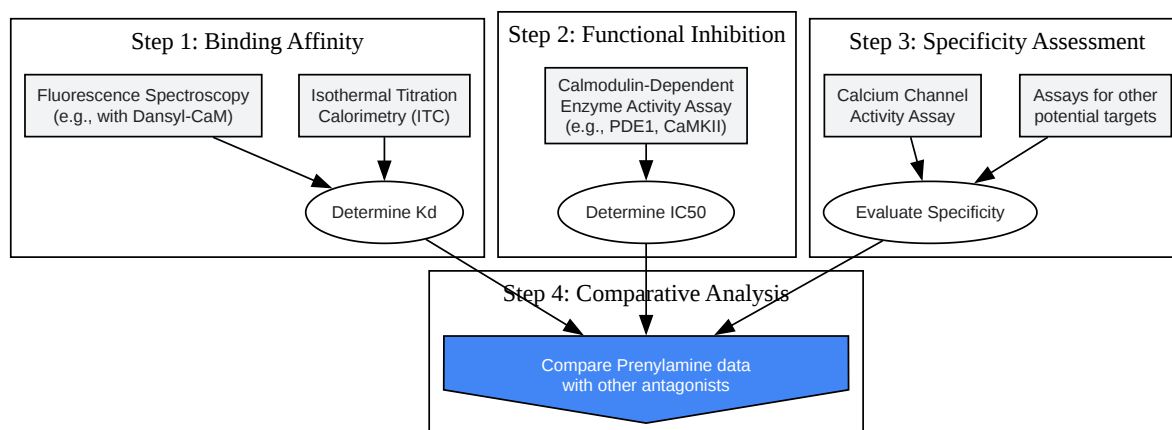 Step 1: Binding Affinity
Fluorescence Spectroscopy
(e.g., with Dansyl-CaM)
Isothermal Titration
Calorimetry (ITC)
Determine Kd
Step 2: Functional Inhibition
Calmodulin-Dependent
Enzyme Activity Assay
(e.g., PDE1, CaMKII)
Determine IC50
Step 3: Specificity Assessment
Calcium Channel
Activity Assay
Assays for other
potential targets
Evaluate Specificity
Step 4: Comparative Analysis
Compare Prenylamine data
with other antagonists